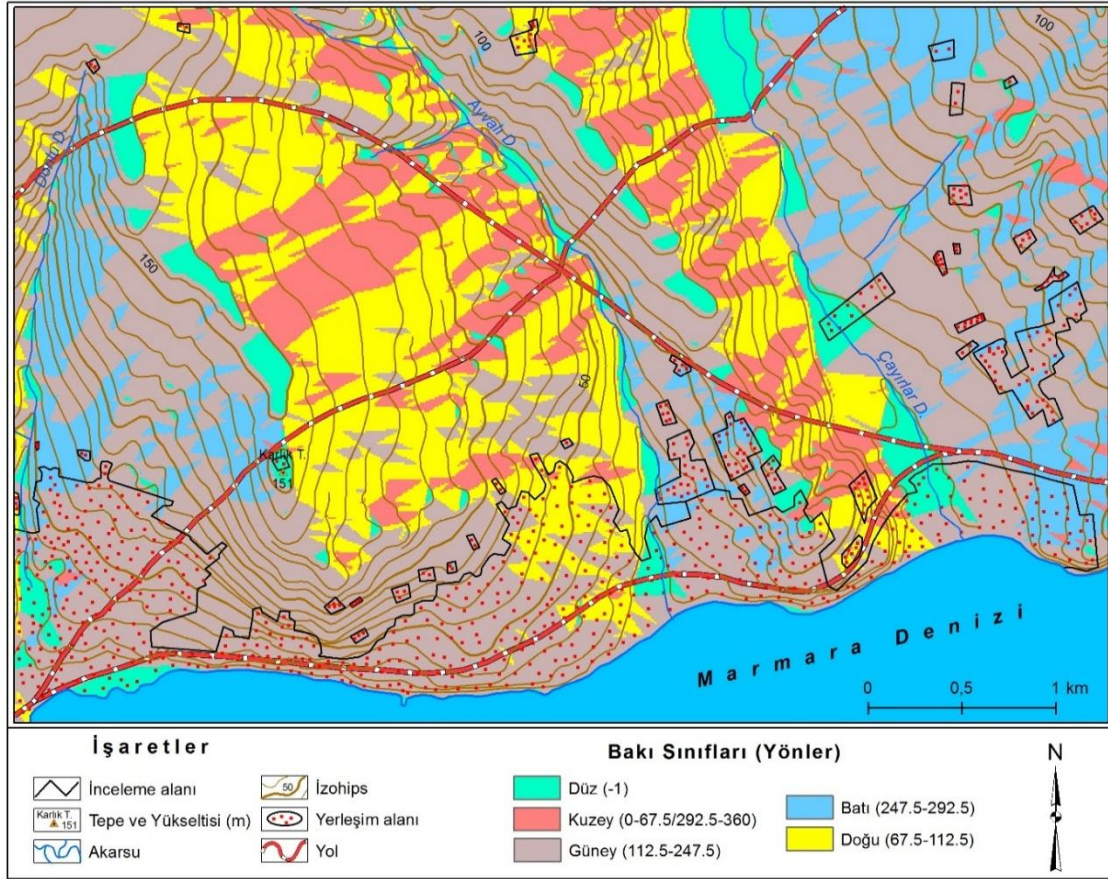 100
100
Ayvalı D.
150
50
Çayırlar D.
Karlık T.
151
Marmara Denizi
0 0,5 1 km
İşaretler
İnceleme alanı
Karlık T.
151
Tepe ve Yükseltisi (m)
Akarsu
50
İzohips
Yerleşim alanı
Yol
Bakı Sınıfları (Yönler)
Düz (-1)
Kuzey (0-67.5/292.5-360)
Güney (112.5-247.5)
Batı (247.5-292.5)
Doğu (67.5-112.5)
N